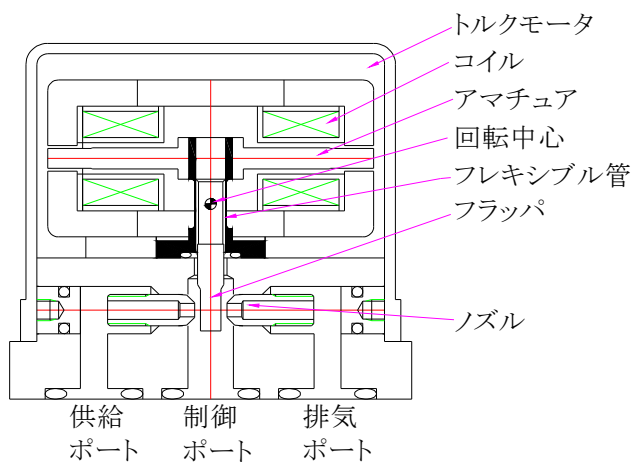 トルクモータ
コイル
アマチュア
回転中心
フレキシブル管
フラッパ
ノズル
供給 制御 排気
ポート ポート ポート